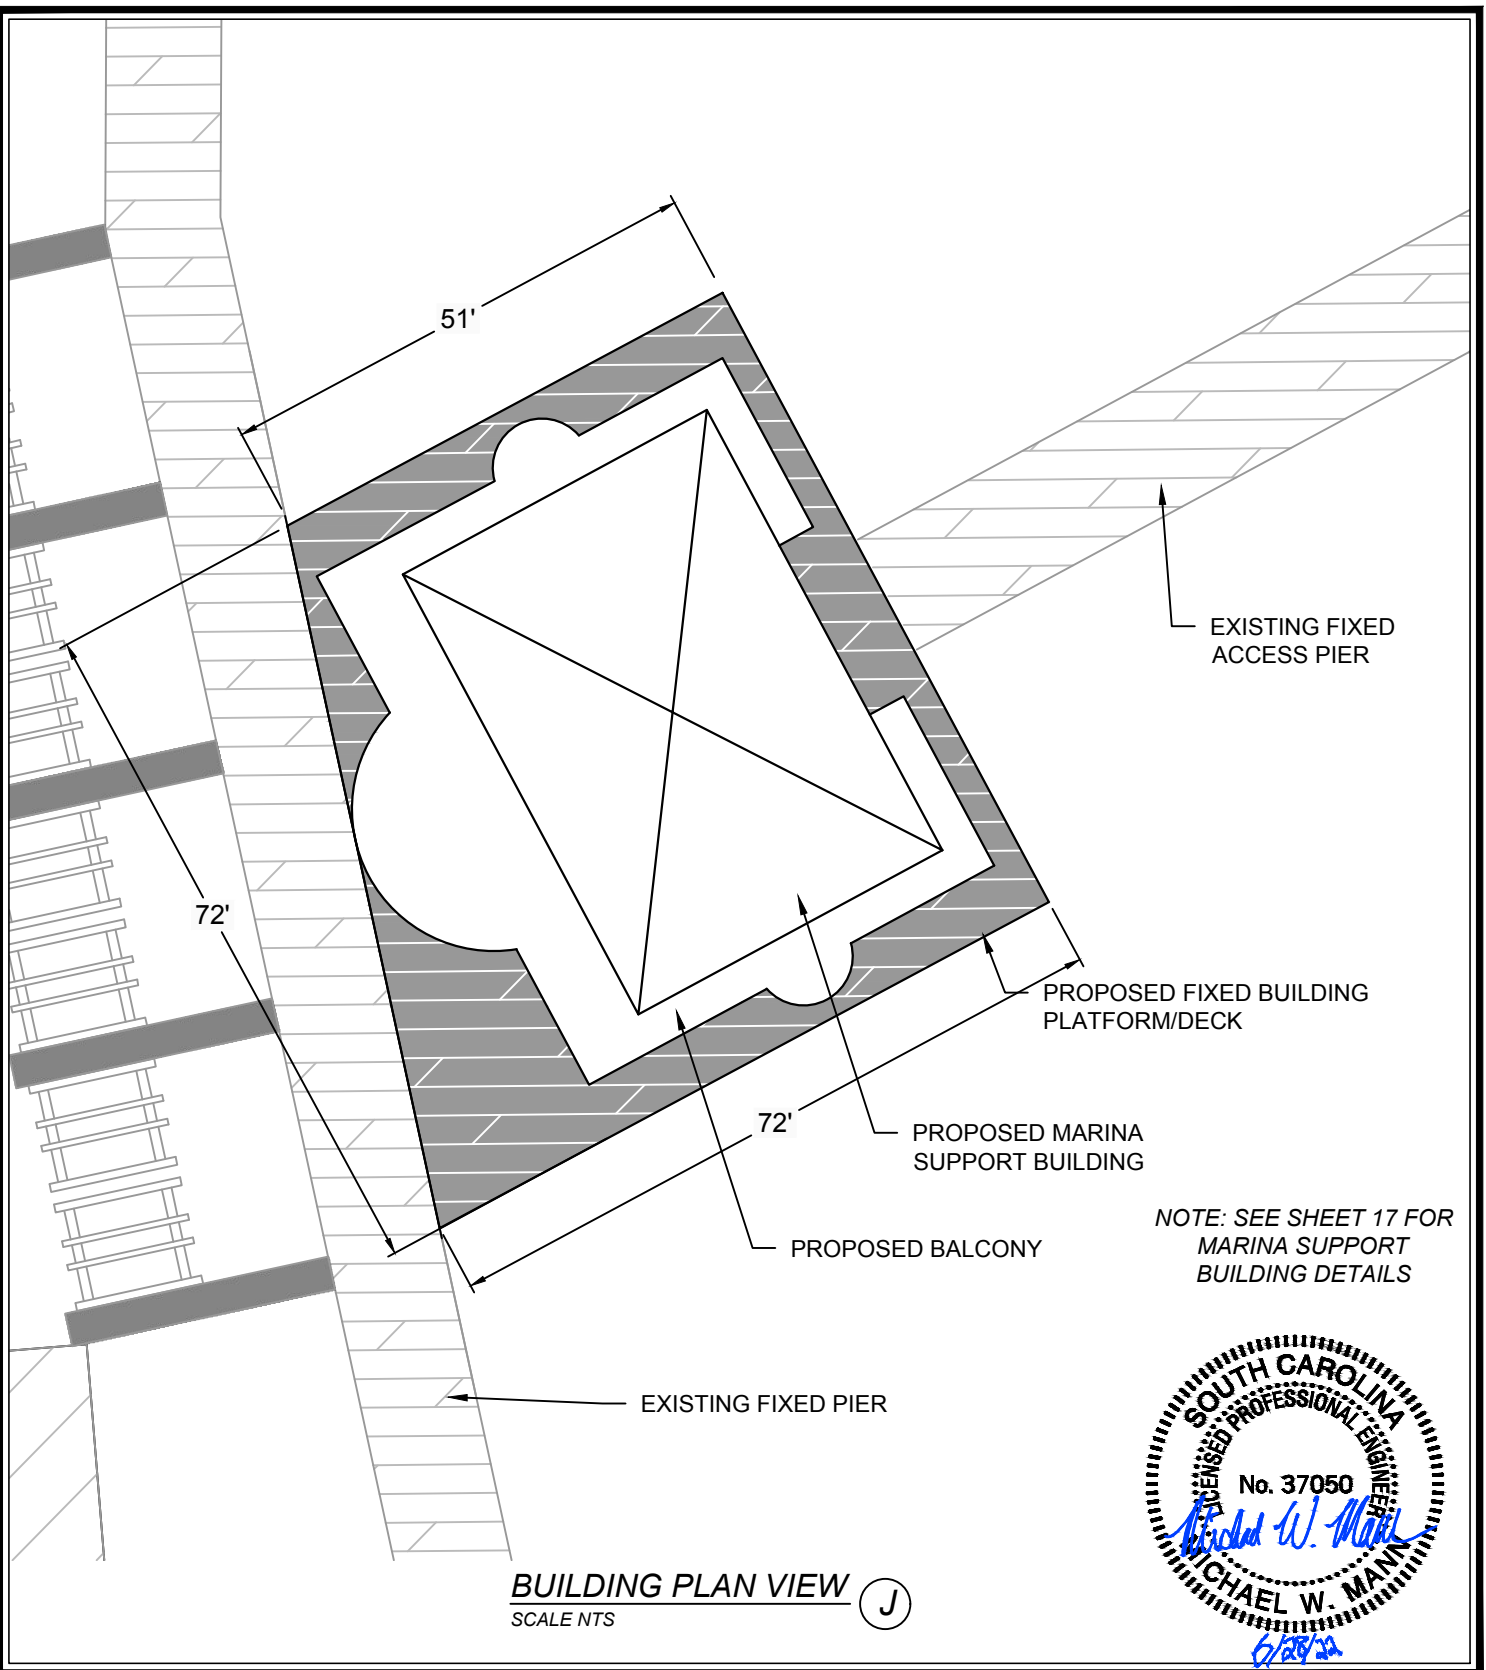 51'
EXISTING FIXED
ACCESS PIER
72'
PROPOSED FIXED BUILDING
PLATFORM/DECK
72'
PROPOSED MARINA
SUPPORT BUILDING
PROPOSED BALCONY
NOTE: SEE SHEET 17 FOR
MARINA SUPPORT
BUILDING DETAILS
EXISTING FIXED PIER
SOUTH CAROLINA
LICENSED PROFESSIONAL ENGINEER
No. 37050
Michael W. Mann
MICHAEL W. MANN
6/28/22
BUILDING PLAN VIEW J
SCALE NTS